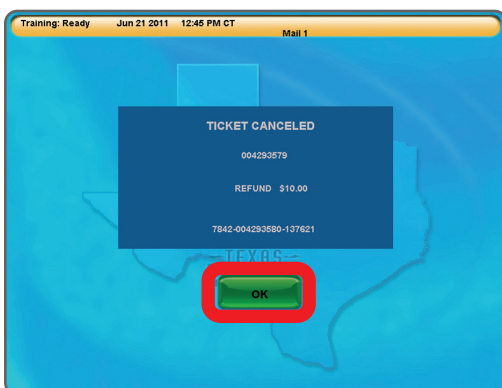 Training: Ready Jun 21 2011 12:45 PM CT
Mail 1
TICKET CANCELED
004293579
REFUND $10.00
7842-004293580-137621
TEXAS
OK